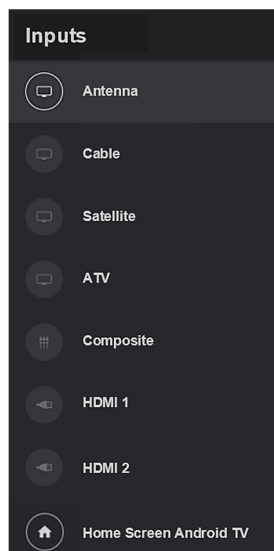 Inputs
Antenna
Cable
Satellite
ATV
Composite
HDMI 1
HDMI 2
Home Screen Android TV